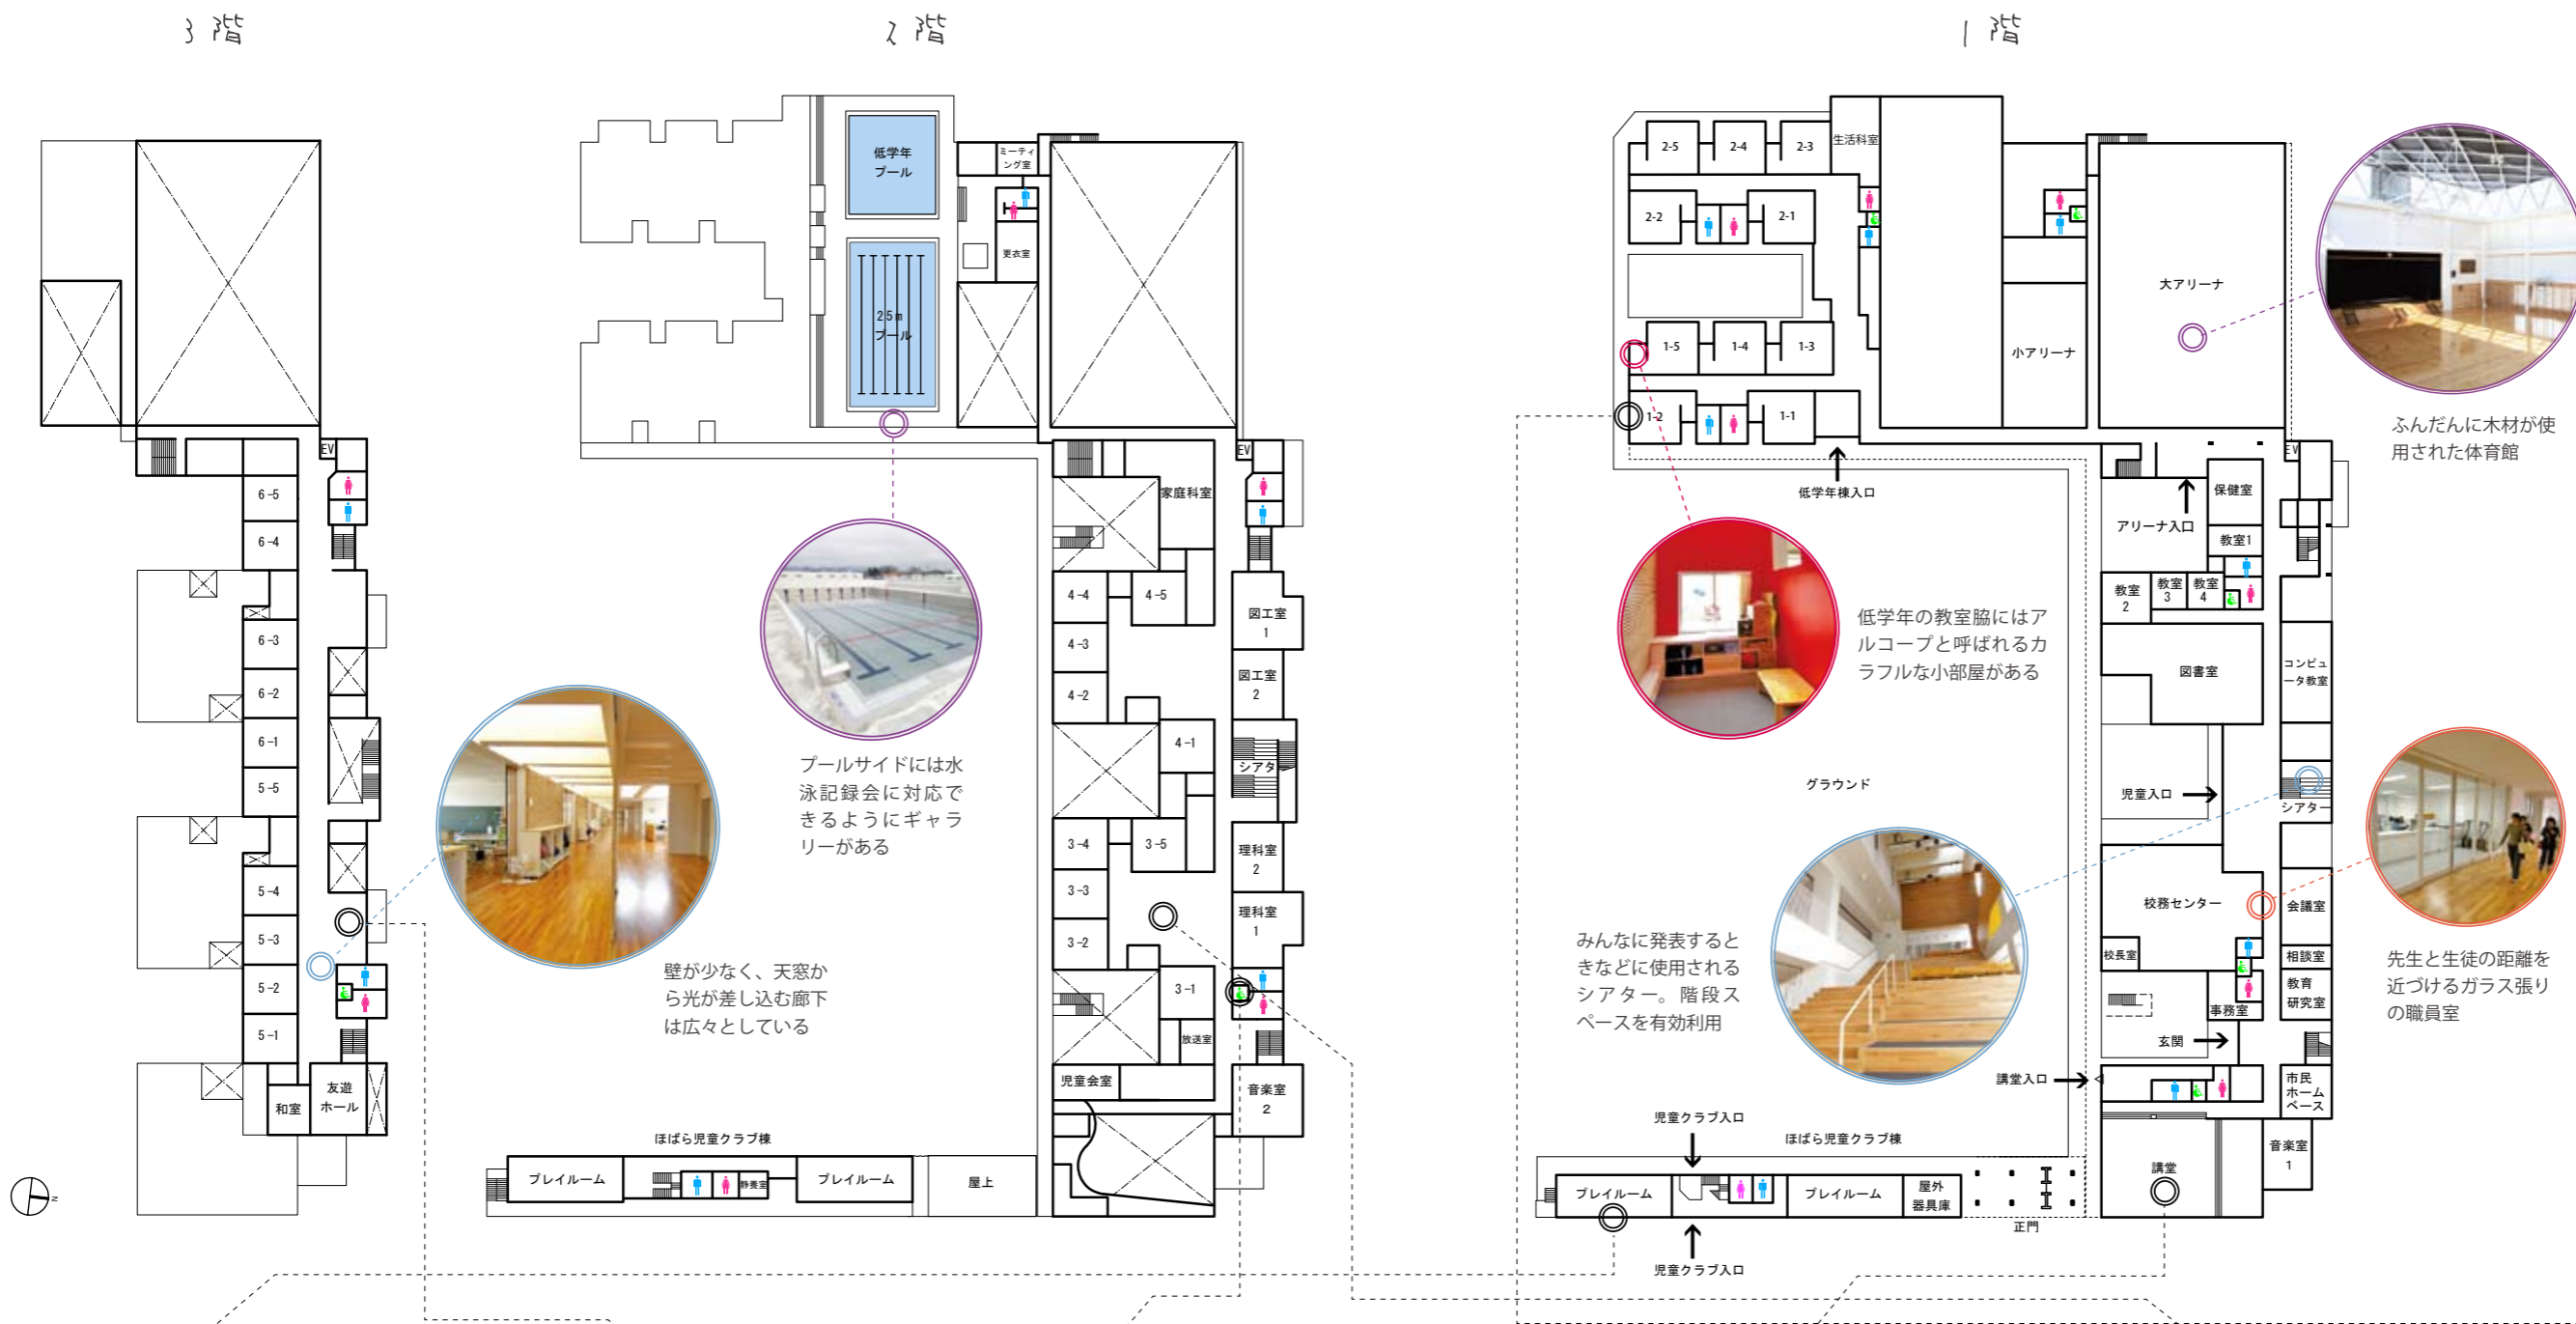 3階
2階
1階
6-5
6-4
6-3
6-2
6-1
5-5
5-4
5-3
5-2
5-1
EV
和室
友遊
ホール
N
壁が少なく、天窓か
ら光が差し込む廊下
は広々としている
低学年
プール
25m
プール
ミーティ
ング室
更衣室
プールサイドには水
泳記録会に対応で
きるようにギャラ
リーがある
EV
家庭科室
4-4
4-5
4-3
4-2
4-1
図工室
1
図工室
2
シアター
3-4
3-5
3-3
3-2
3-1
理科室
2
理科室
1
放送室
児童会室
音楽室
2
ほばら児童クラブ棟
プレイルーム
静養室
プレイルーム
屋上
2-5
2-4
2-3
生活科室
2-2
2-1
1-5
1-4
1-3
1-2
1-1
小アリーナ
大アリーナ
ふんだんに木材が使
用された体育館
低学年棟入口
アリーナ入口
EV
保健室
教室1
教室
2
教室
3
教室
4
図書室
コンピュ
ータ教室
低学年の教室脇にはア
ルコープと呼ばれるカ
ラフルな小部屋がある
グラウンド
児童入口
シアター
みんなに発表すると
きなどに使用される
シアター。階段ス
ペースを有効利用
校務センター
会議室
校長室
相談室
教育
研究室
事務室
玄関
先生と生徒の距離を
近づけるガラス張り
の職員室
講堂入口
市民
ホーム
ベース
音楽室
1
講堂
児童クラブ入口
ほばら児童クラブ棟
プレイルーム
プレイルーム
屋外
器具庫
正門
児童クラブ入口